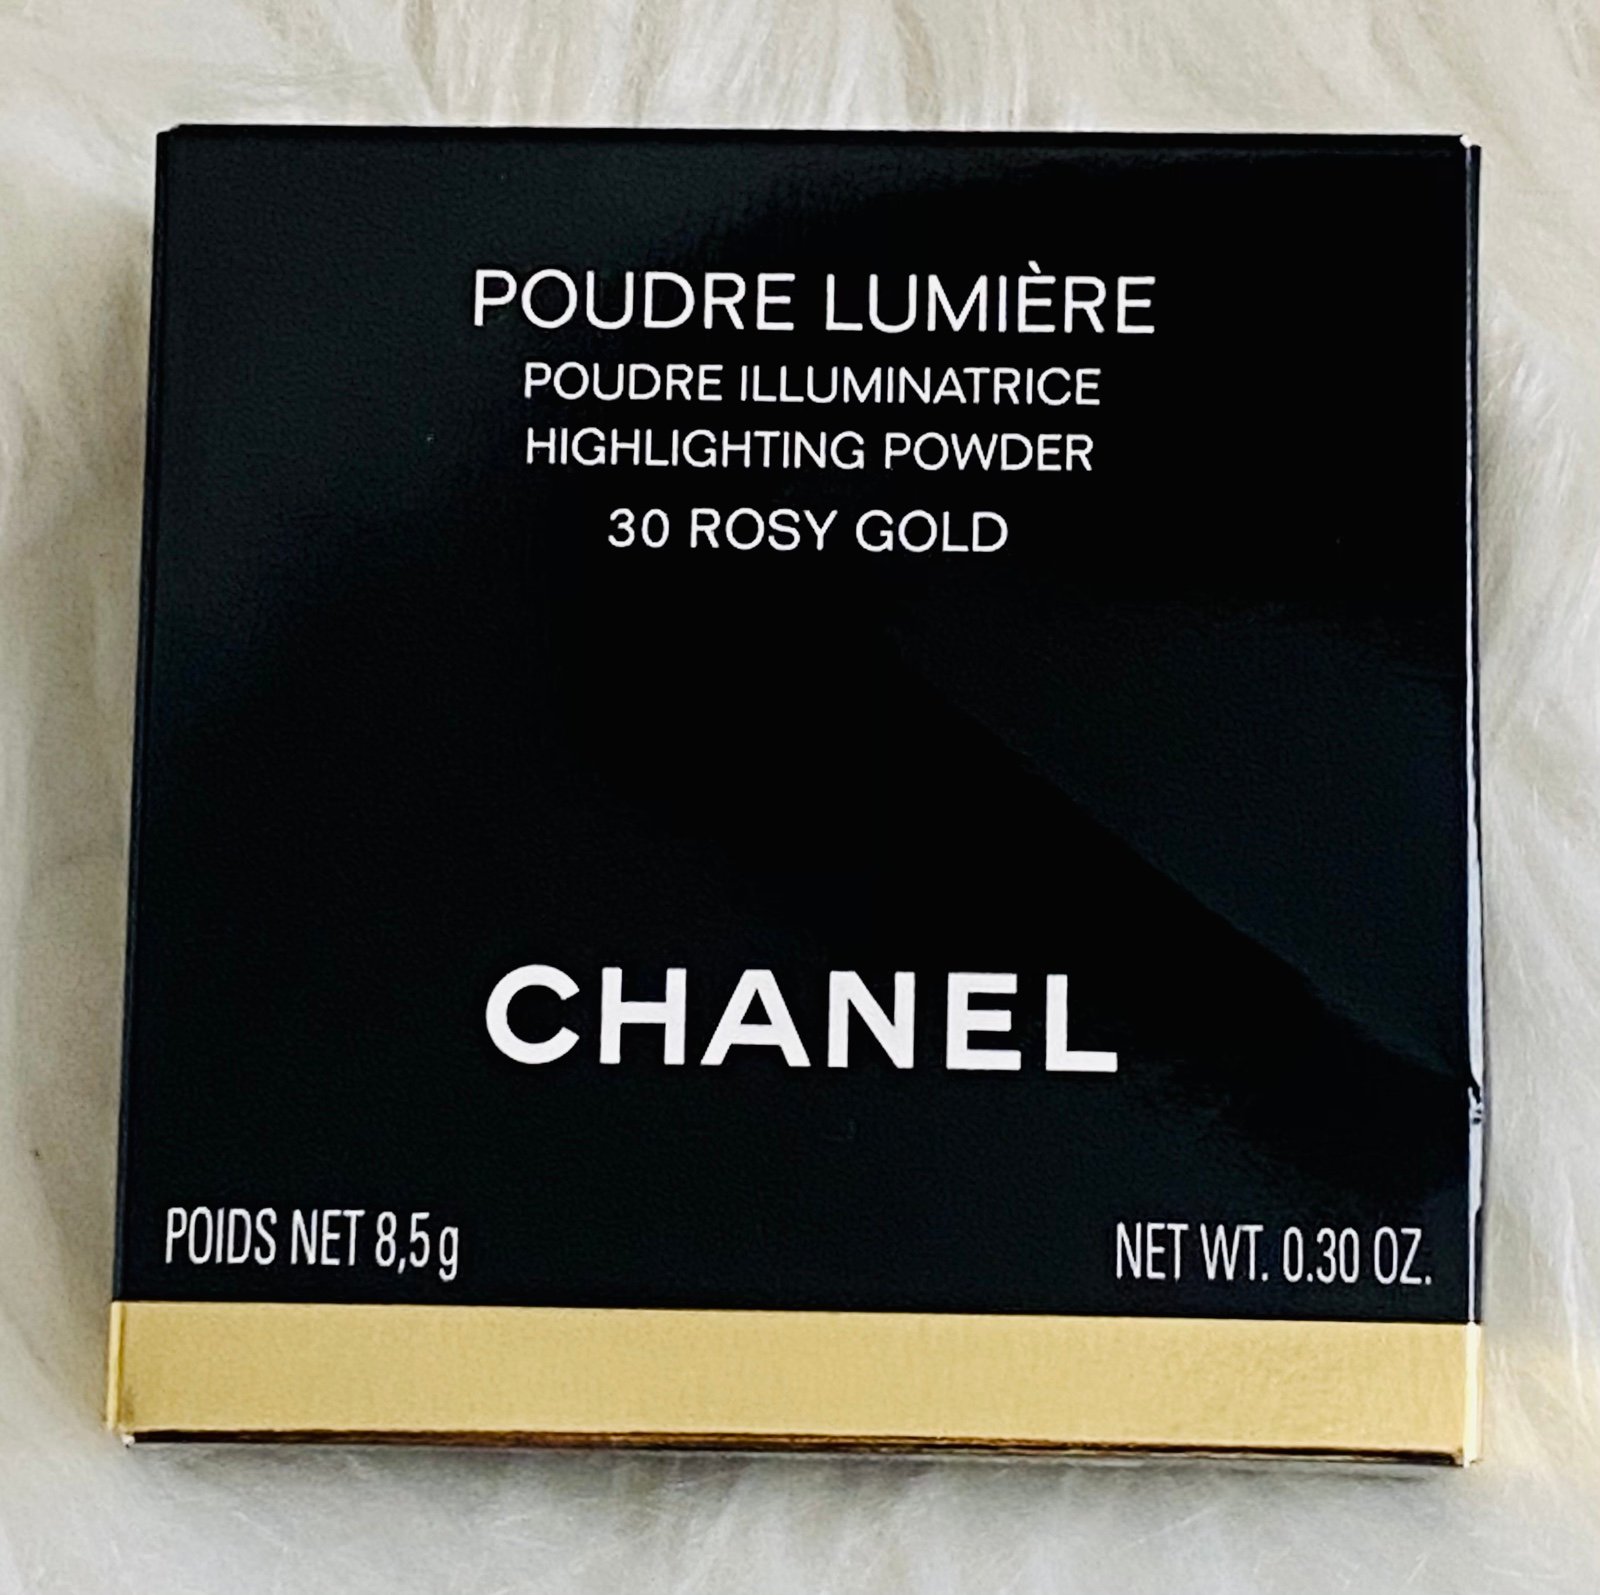 POUDRE LUMIÈRE
POUDRE ILLUMINATRICE
HIGHLIGHTING POWDER
30 ROSY GOLD
CHANEL
POIDS NET 8,5 g
NET WT. 0.30 OZ.